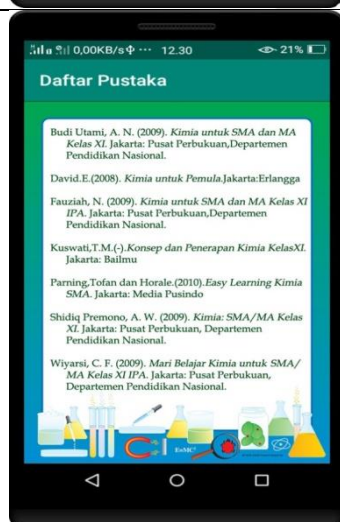 0,00KB/s ··· 12.30 21%
Daftar Pustaka
Budi Utami, A. N. (2009). Kimia untuk SMA dan MA
Kelas XI. Jakarta: Pusat Perbukuan,Departemen
Pendidikan Nasional.
David.E.(2008). Kimia untuk Pemula.Jakarta:Erlangga
Fauziah, N. (2009). Kimia untuk SMA dan MA Kelas XI
IPA. Jakarta: Pusat Perbukuan,Departemen
Pendidikan Nasional.
Kuswati,T.M.(-).Konsep dan Penerapan Kimia KelasXI.
Jakarta: Bailmu
Parning,Tofan dan Horale.(2010).Easy Learning Kimia
SMA. Jakarta: Media Pusindo
Shidiq Premono, A. W. (2009). Kimia: SMA/MA Kelas
XI. Jakarta: Pusat Perbukuan, Departemen
Pendidikan Nasional.
Wiyarsi, C. F. (2009). Mari Belajar Kimia untuk SMA/
MA Kelas XI IPA. Jakarta: Pusat Perbukuan,
Departemen Pendidikan Nasional.
E=MC²